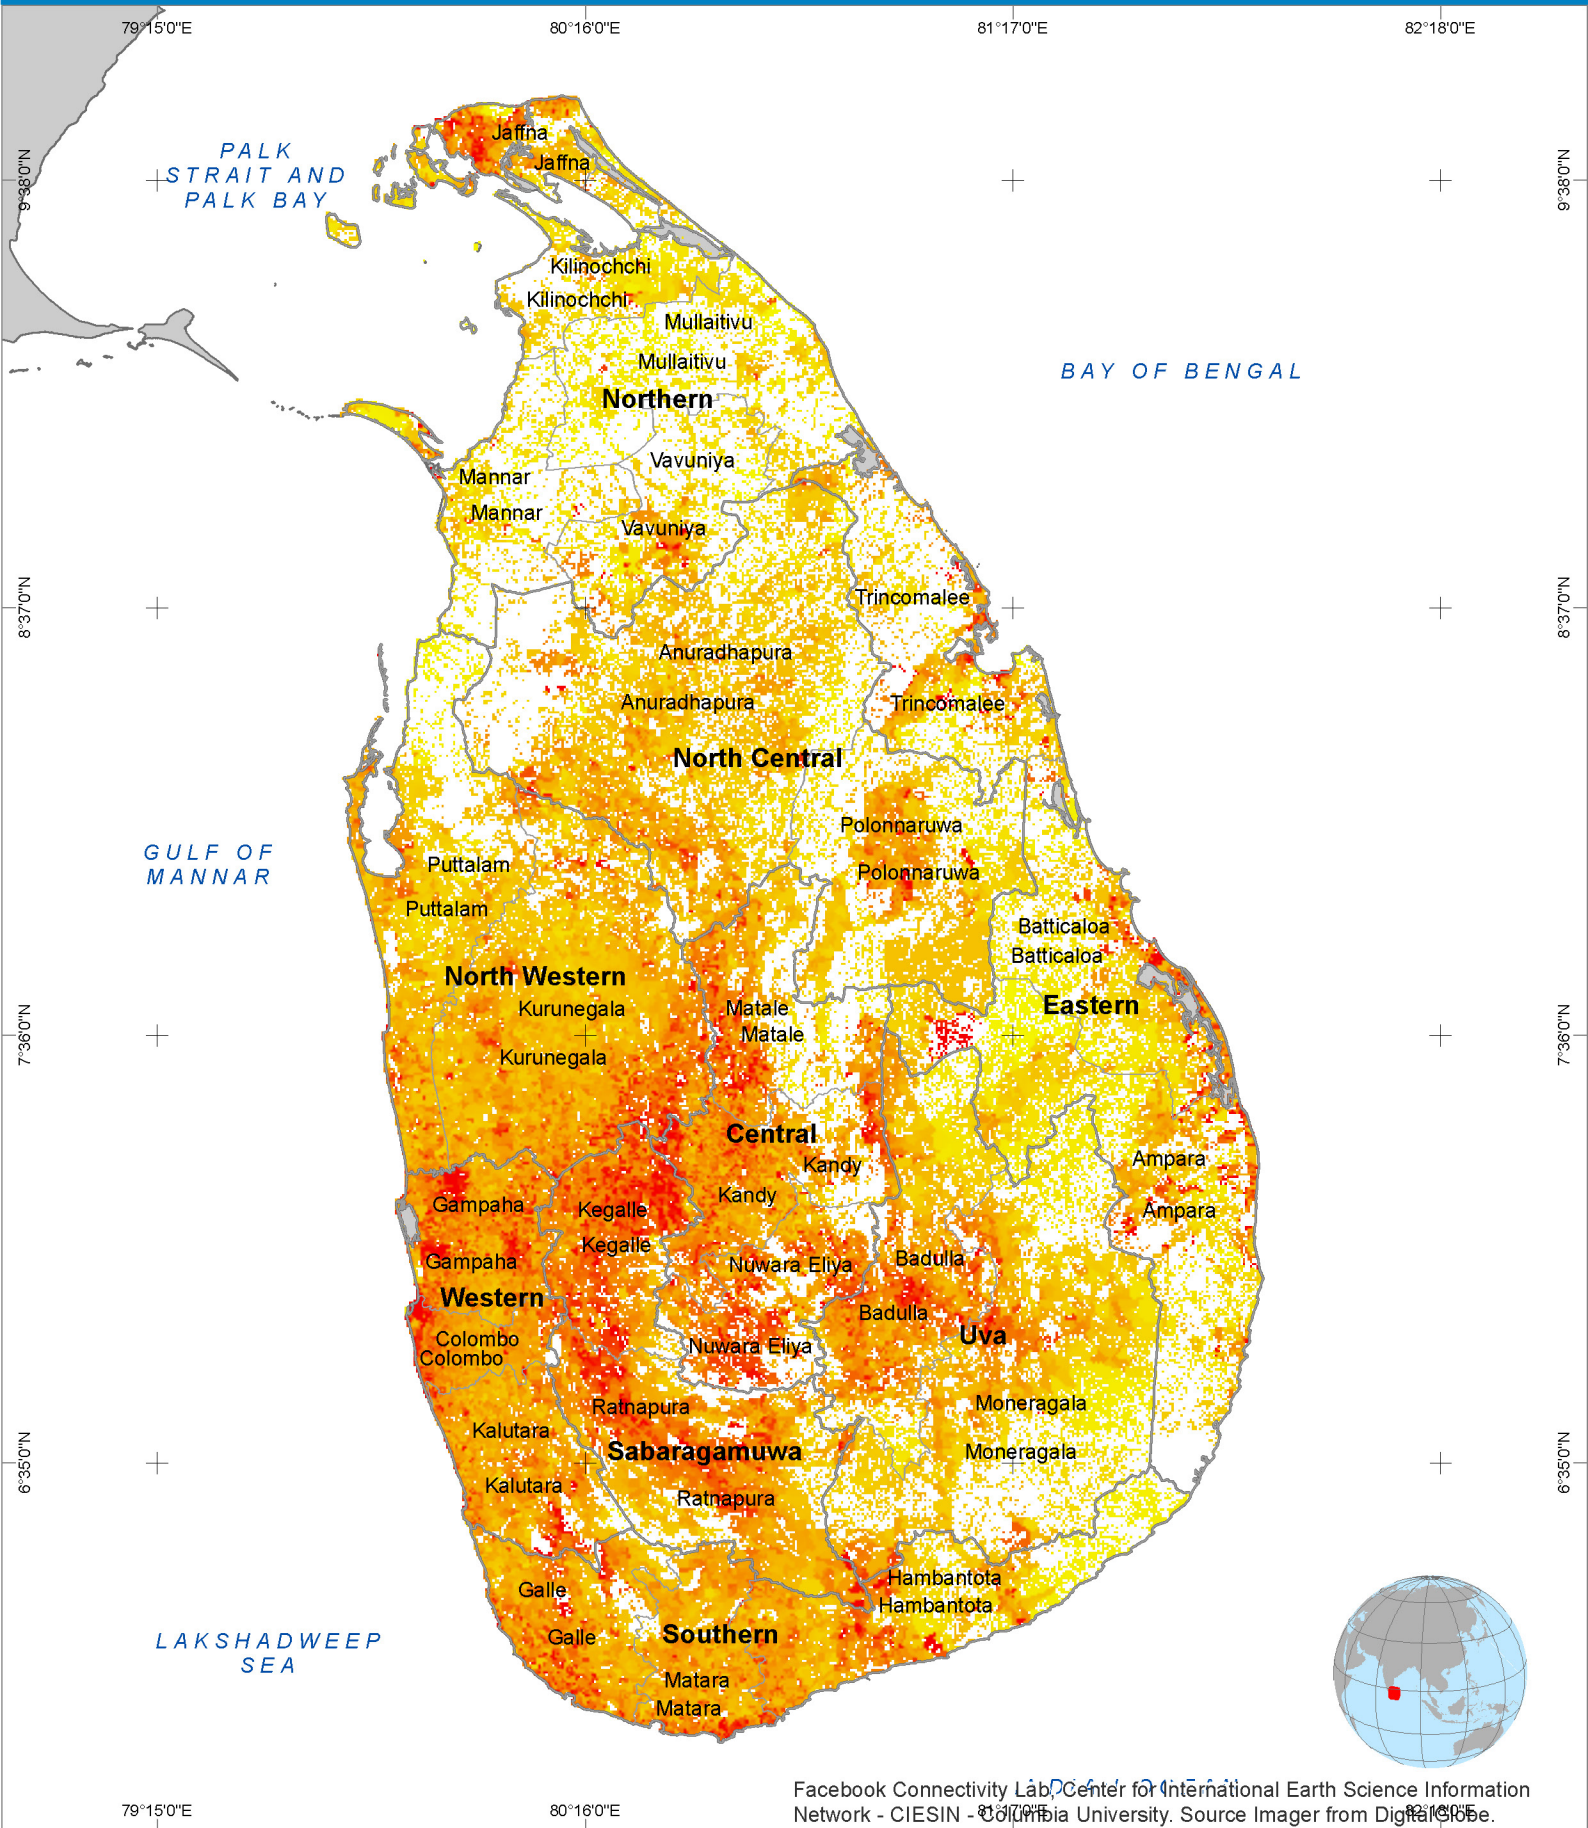 79°15'0"E 80°16'0"E 81°17'0"E 82°18'0"E
Jaffna
PALK
STRAIT AND
PALK BAY
Jaffna
9°38'0"N 9°38'0"N
Kilinochchi
Kilinochchi
Mullaitivu
Mullaitivu
BAY OF BENGAL
Northern
Vavuniya
Mannar
Mannar
Vavuniya
8°37'0"N 8°37'0"N
Trincomalee
Anuradhapura
Anuradhapura
Trincomalee
North Central
Polonnaruwa
GULF OF
MANNAR
Puttalam
Polonnaruwa
Puttalam
Batticaloa
Batticaloa
North Western
Eastern
Kurunegala
Matale
Matale
7°36'0"N 7°36'0"N
Kurunegala
Central
Kandy
Ampara
Kandy
Gampaha
Kegalle
Ampara
Kegalle
Badulla
Gampaha
Nuwara Eliya
Western
Badulla
Uva
Colombo
Nuwara Eliya
Colombo
Moneragala
Ratnapura
Kalutara
Sabaragamuwa
Moneragala
6°35'0"N 6°35'0"N
Kalutara
Ratnapura
Hambantota
Galle
Hambantota
Galle
Southern
LAKSHADWEEP
SEA
Matara
Matara
Facebook Connectivity Lab, Center for International Earth Science Information
Network - CIESIN - Columbia University. Source Imager from DigitalGlobe.
79°15'0"E 80°16'0"E 81°17'0"E 82°18'0"E